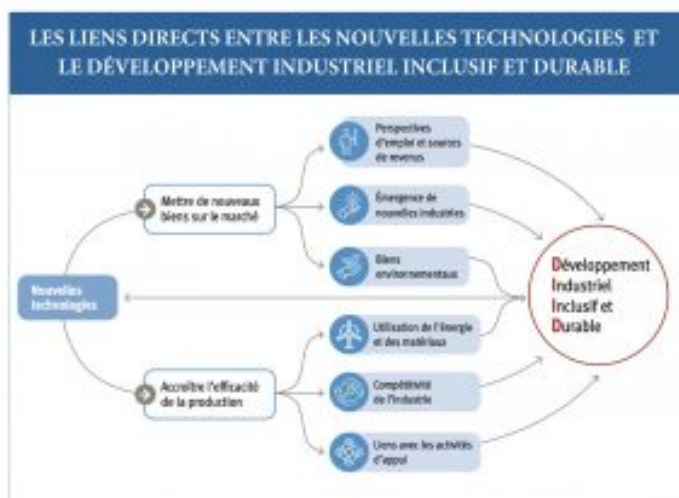 LES LIENS DIRECTS ENTRE LES NOUVELLES TECHNOLOGIES ET
LE DÉVELOPPEMENT INDUSTRIEL INCLUSIF ET DURABLE
Perspectives
d'emploi et sources
de revenus
Mettre de nouveaux
biens sur le marché
Émergence de
nouvelles industries
Biens
environnementaux
Nouvelles
technologies
Développement
Industriel
Inclusif et
Durable
Utilisation de l'énergie
et des matériaux
Accroître l'efficacité
de la production
Compétitivité
de l'industrie
Liens avec les activités
d'appui